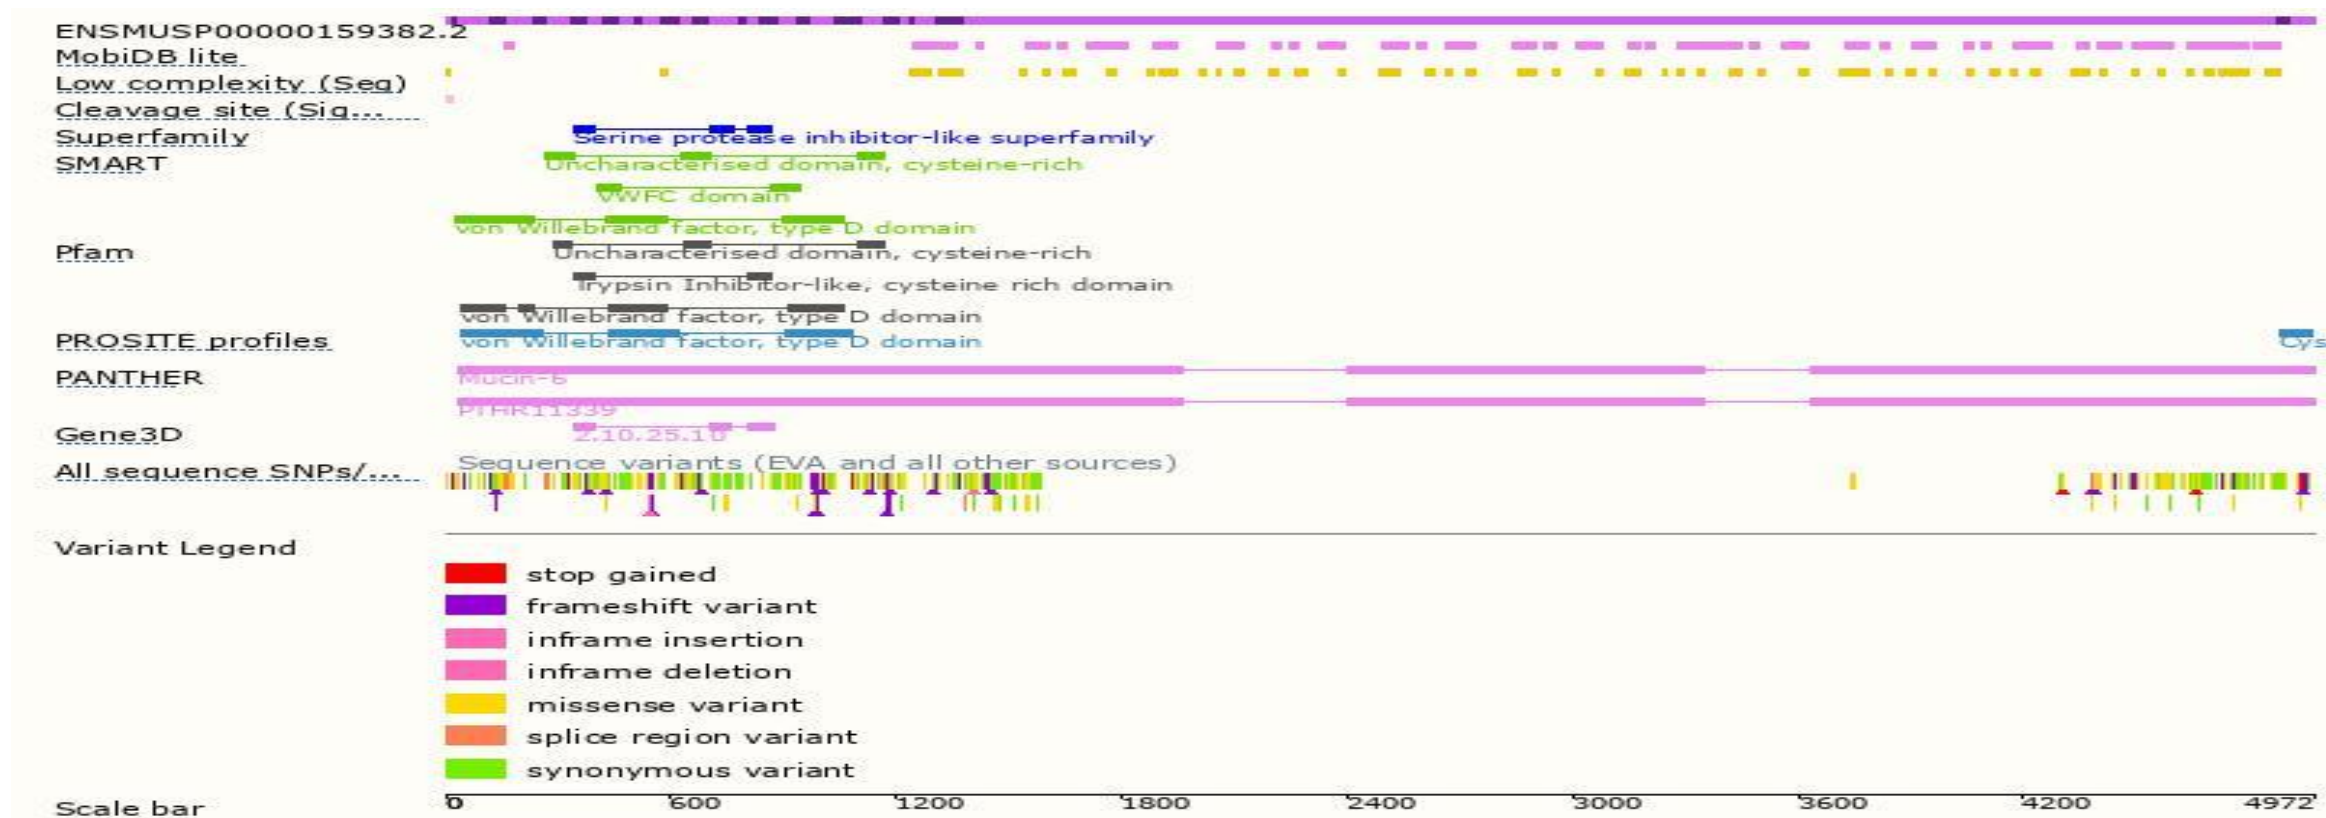 ENSMUSP00000159382.2
MobiDB lite
Low complexity (Seg)
Cleavage site (Sig...
Superfamily
Serine protease inhibitor-like superfamily
SMART
Uncharacterised domain, cysteine-rich
VWFC domain
von Willebrand factor, type D domain
Pfam
Uncharacterised domain, cysteine-rich
Trypsin Inhibitor-like, cysteine rich domain
von Willebrand factor, type D domain
PROSITE profiles
von Willebrand factor, type D domain
Cys
PANTHER
Mucin-6
PTHR11339
Gene3D
2.10.25.10
All sequence SNPs/...
Sequence variants (EVA and all other sources)
Variant Legend
stop gained
frameshift variant
inframe insertion
inframe deletion
missense variant
splice region variant
synonymous variant
Scale bar
0 600 1200 1800 2400 3000 3600 4200 4972